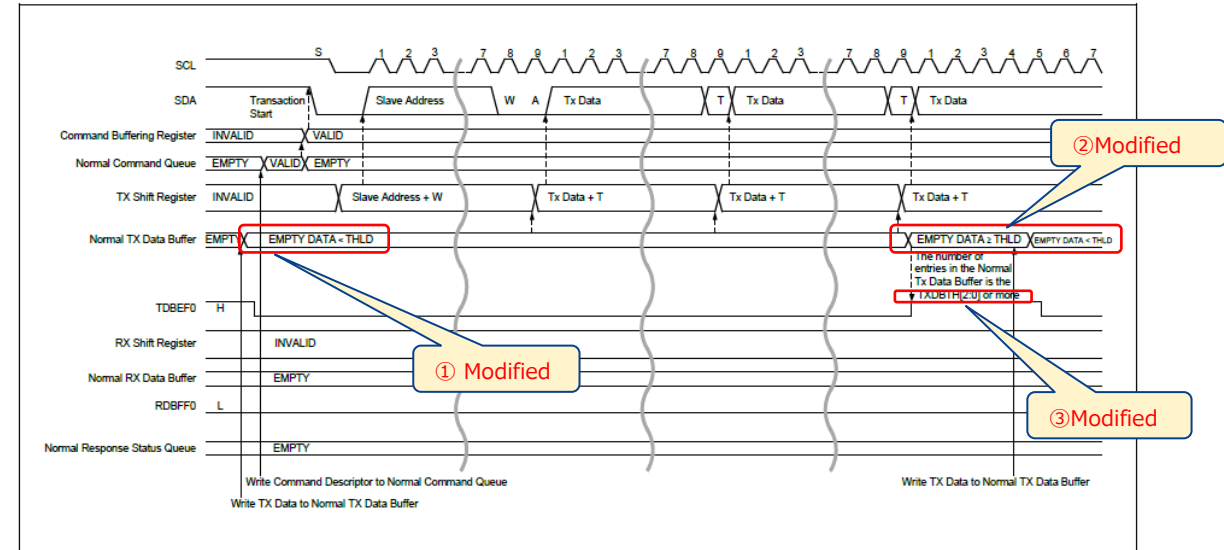 S 1 2 3 7 8 9 1 2 3 7 8 9 1 2 3 7 8 9 1 2 3 4 5 6 7
SCL
SDA Transaction Start Slave Address W A Tx Data T Tx Data T Tx Data
Command Buffering Register INVALID VALID
②Modified
Normal Command Queue EMPTY VALID EMPTY
TX Shift Register INVALID Slave Address + W Tx Data + T Tx Data + T Tx Data + T
Normal TX Data Buffer EMPTY EMPTY DATA < THLD EMPTY DATA ≥ THLD EMPTY DATA < THLD
The number of
entries in the Normal
Tx Data Buffer is the
TXDBTH[2:0] or more
TDBEF0 H
RX Shift Register INVALID
① Modified
Normal RX Data Buffer EMPTY
RDBFF0 L
③Modified
Normal Response Status Queue EMPTY
Write Command Descriptor to Normal Command Queue Write TX Data to Normal TX Data Buffer
Write TX Data to Normal TX Data Buffer